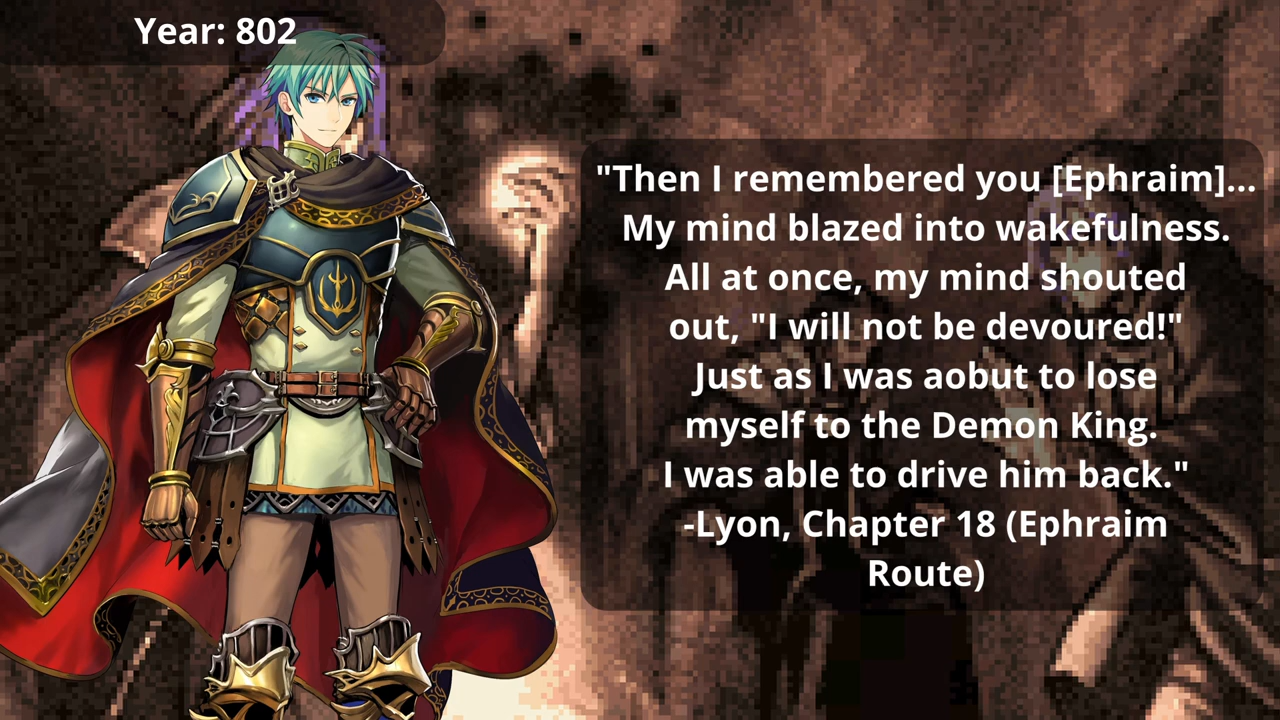 Year: 802
"Then I remembered you [Ephraim]...
My mind blazed into wakefulness.
All at once, my mind shouted
out, "I will not be devoured!"
Just as I was aobut to lose
myself to the Demon King.
I was able to drive him back."
-Lyon, Chapter 18 (Ephraim
Route)